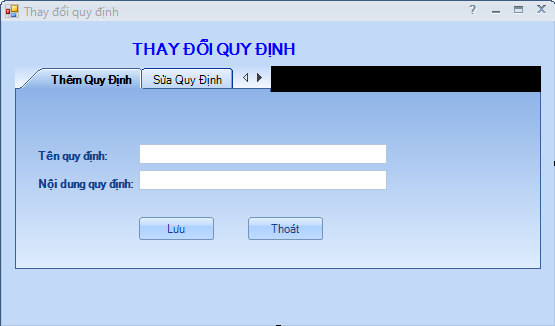 Thay đổi quy định
THAY ĐỔI QUY ĐỊNH
Thêm Quy Định Sửa Quy Định
Tên quy định:
Nội dung quy định:
Lưu Thoát